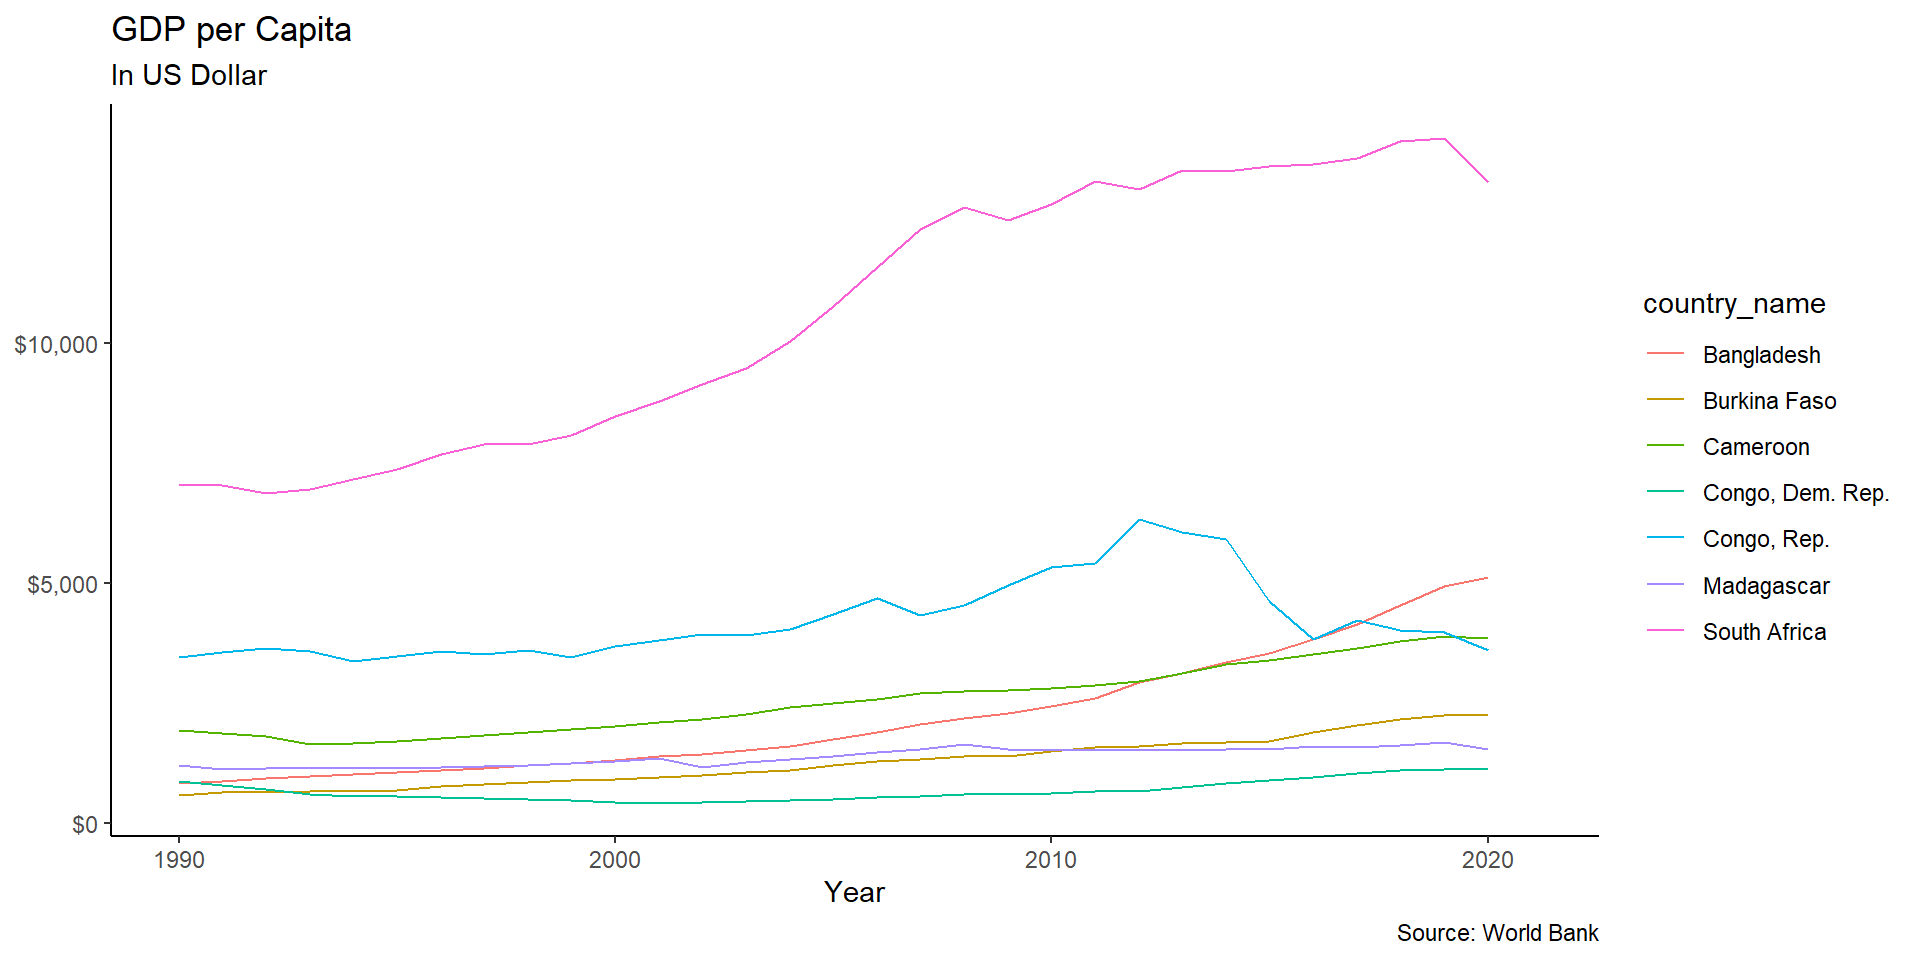 GDP per Capita
In US Dollar
$10,000
$5,000
$0
1990 2000 2010 2020
Year
country_name
Bangladesh
Burkina Faso
Cameroon
Congo, Dem. Rep.
Congo, Rep.
Madagascar
South Africa
Source: World Bank